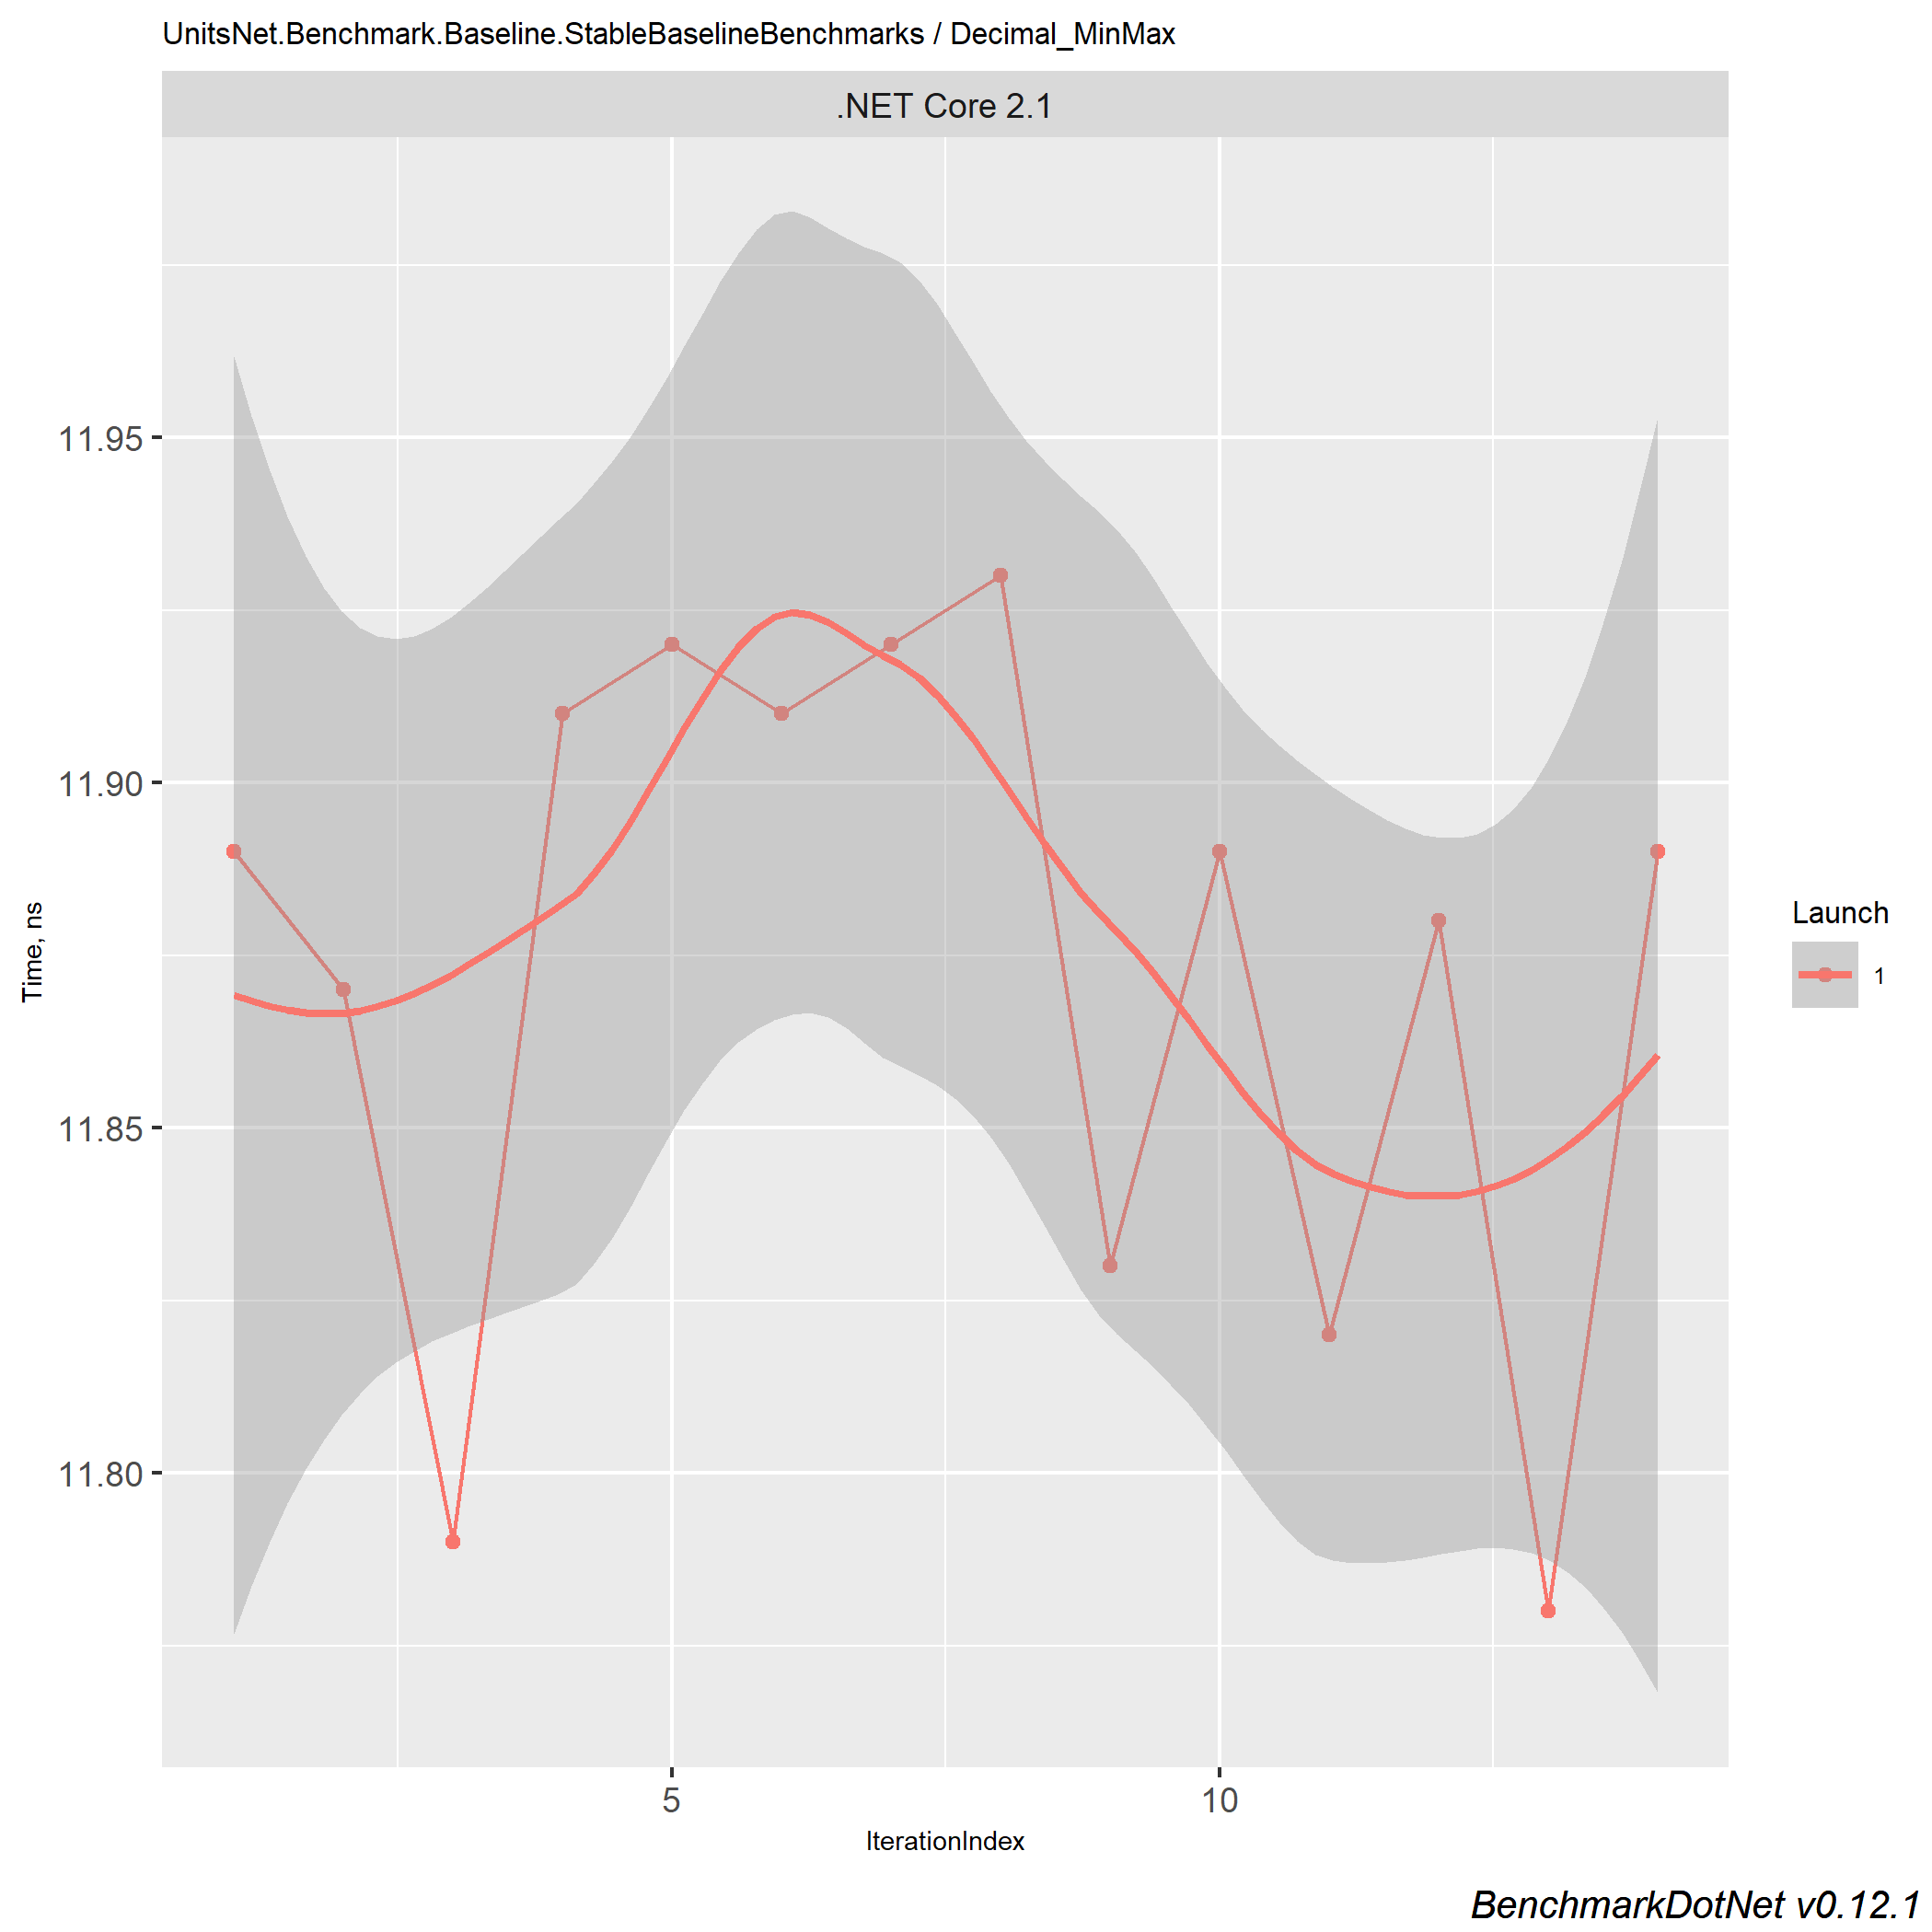 UnitsNet.Benchmark.Baseline.StableBaselineBenchmarks / Decimal_MinMax
.NET Core 2.1
11.95
11.90
11.85
11.80
Time, ns
5
10
IterationIndex
Launch
1
BenchmarkDotNet v0.12.1